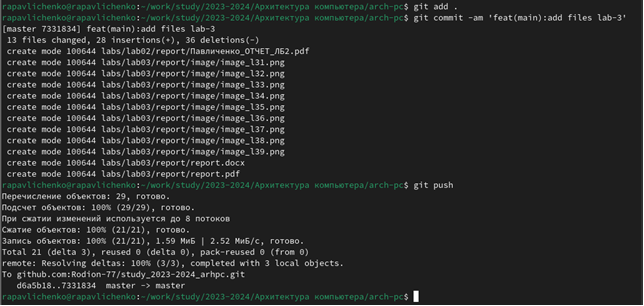 rapavlichenko@rapavlichenko:~/work/study/2023-2024/Архитектура компьютера/arch-pc$ git add .
rapavlichenko@rapavlichenko:~/work/study/2023-2024/Архитектура компьютера/arch-pc$ git commit -am 'feat(main):add files lab-3'
[master 7331834] feat(main):add files lab-3
13 files changed, 28 insertions(+), 36 deletions(-)
create mode 100644 labs/lab02/report/Павличенко_ОТЧЕТ_ЛБ2.pdf
create mode 100644 labs/lab03/report/image/image_l31.png
create mode 100644 labs/lab03/report/image/image_l32.png
create mode 100644 labs/lab03/report/image/image_l33.png
create mode 100644 labs/lab03/report/image/image_l34.png
create mode 100644 labs/lab03/report/image/image_l35.png
create mode 100644 labs/lab03/report/image/image_l36.png
create mode 100644 labs/lab03/report/image/image_l37.png
create mode 100644 labs/lab03/report/image/image_l38.png
create mode 100644 labs/lab03/report/image/image_l39.png
create mode 100644 labs/lab03/report/report.docx
create mode 100644 labs/lab03/report/report.pdf
rapavlichenko@rapavlichenko:~/work/study/2023-2024/Архитектура компьютера/arch-pc$ git push
Перечисление объектов: 29, готово.
Подсчет объектов: 100% (29/29), готово.
При сжатии изменений используется до 8 потоков
Сжатие объектов: 100% (21/21), готово.
Запись объектов: 100% (21/21), 1.59 МиБ | 2.52 МиБ/с, готово.
Total 21 (delta 3), reused 0 (delta 0), pack-reused 0 (from 0)
remote: Resolving deltas: 100% (3/3), completed with 3 local objects.
To github.com:Rodion-77/study_2023-2024_arhpc.git
d6a5b18..7331834  master -> master
rapavlichenko@rapavlichenko:~/work/study/2023-2024/Архитектура компьютера/arch-pc$